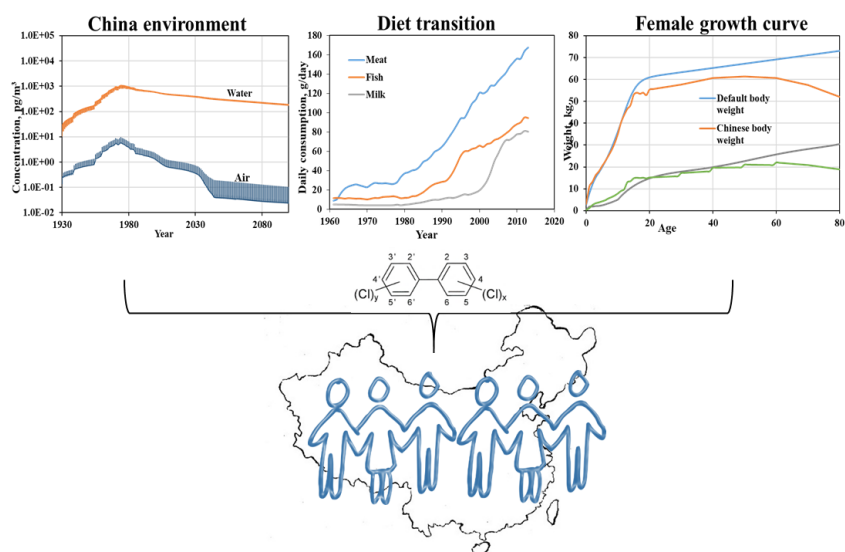 China environment
Diet transition
Female growth curve
Concentration, pg/m³
1.0E+05
1.0E+04
1.0E+03
1.0E+02
1.0E+01
1.0E+00
1.0E-01
1.0E-02
Water
Air
1930
1980
2030
2080
Year
Daily consumption, g/day
180
160
140
120
100
80
60
40
20
0
Meat
Fish
Milk
1960
1970
1980
1990
2000
2010
2020
Year
Weight, kg
80
70
60
50
40
30
20
10
0
Default body
weight
Chinese body
weight
0
20
40
60
80
Age
3' 2' 2 3
4' 4
(Cl)y (Cl)x
5' 6' 6 5